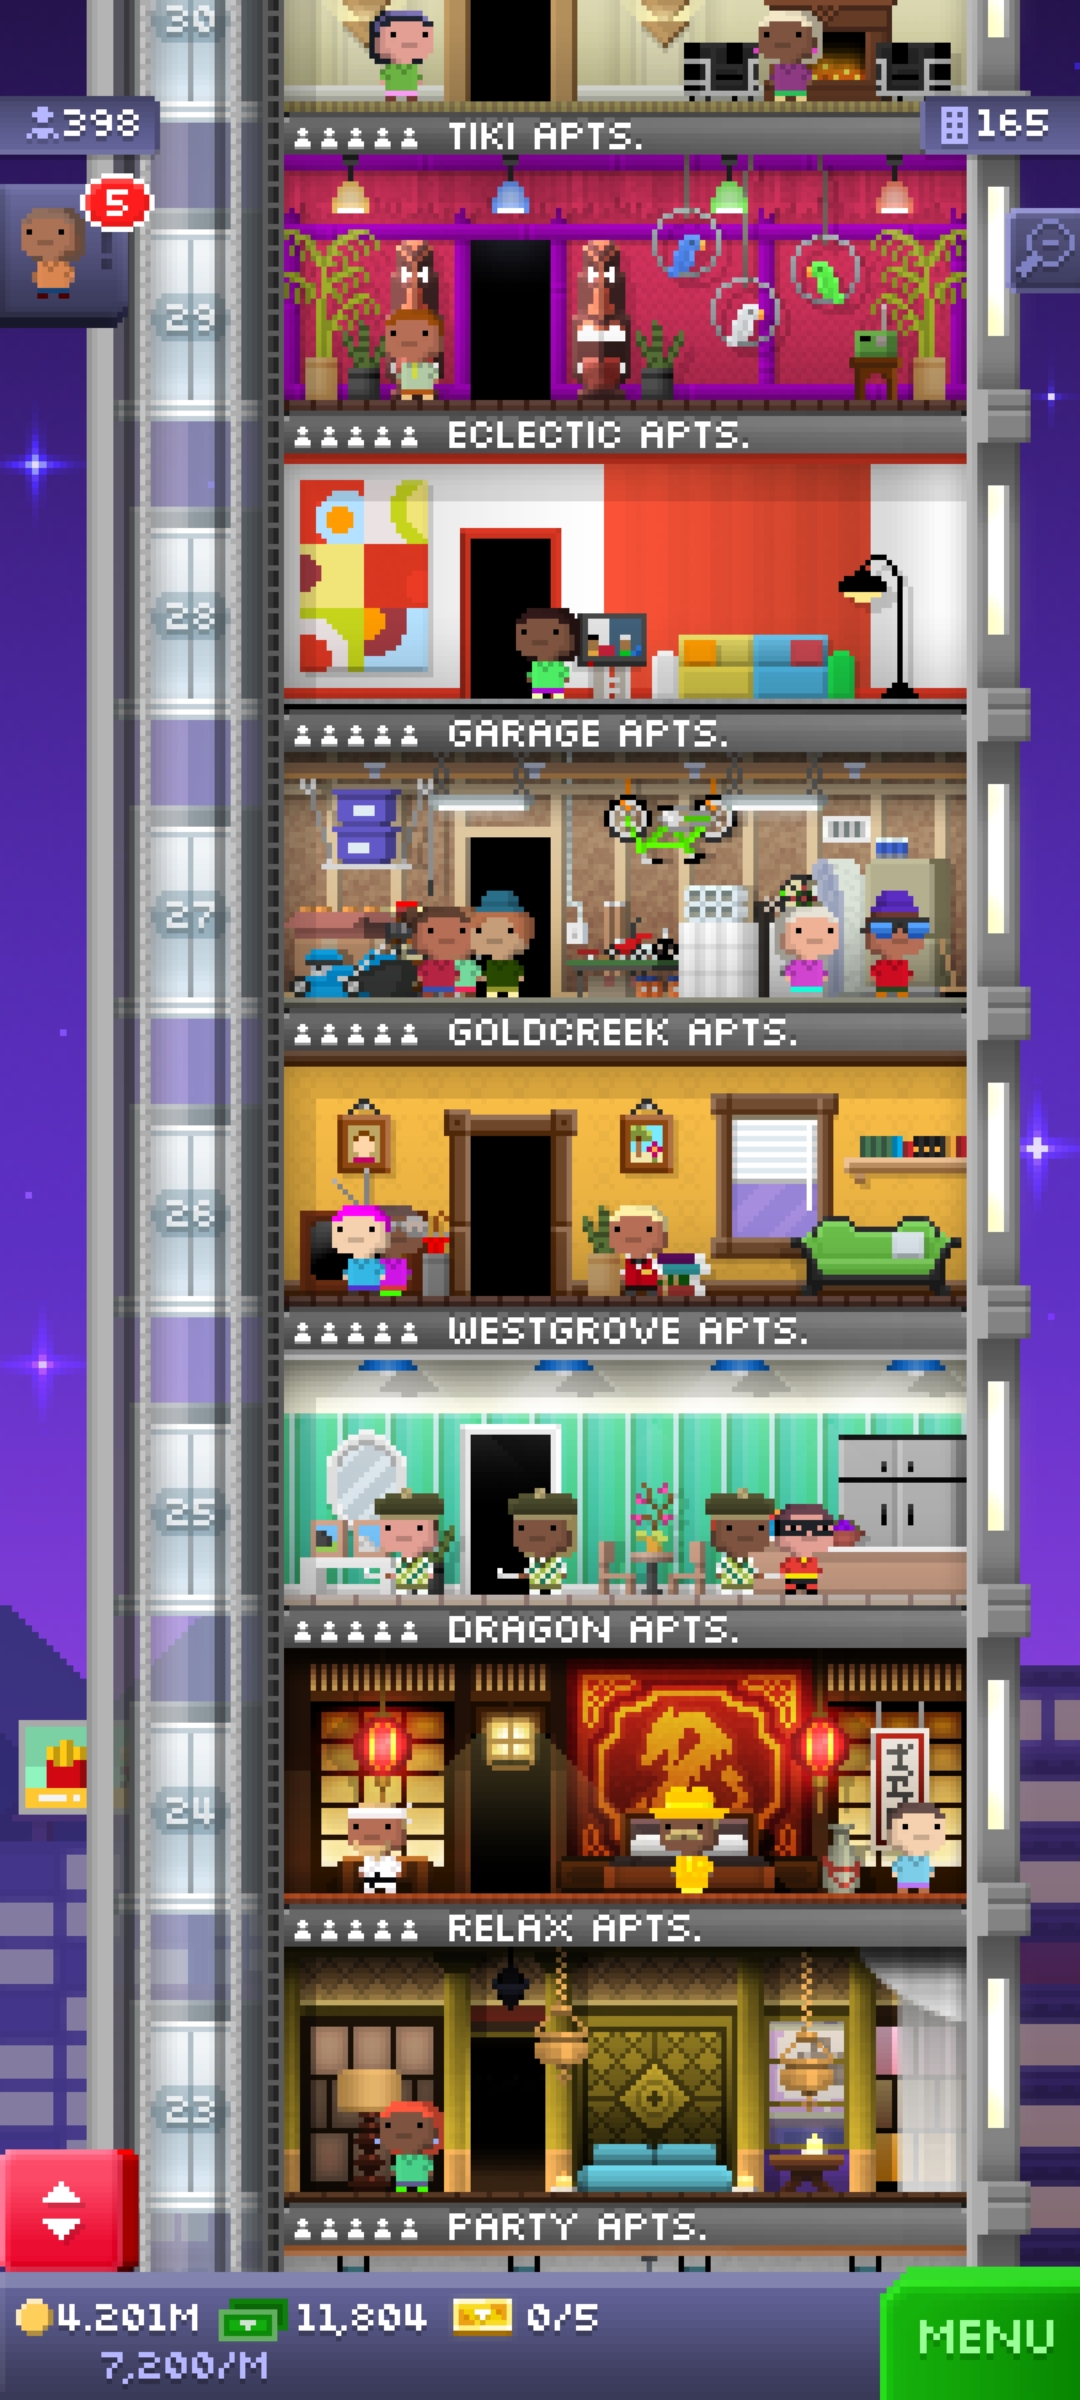 30
398
TIKI APTS.
165
5
29
ECLECTIC APTS.
28
GARAGE APTS.
27
GOLDCREEK APTS.
26
WESTGROVE APTS.
25
DRAGON APTS.
24
RELAX APTS.
23
PARTY APTS.
4.201M 11,804 0/5
7,200/M
MENU